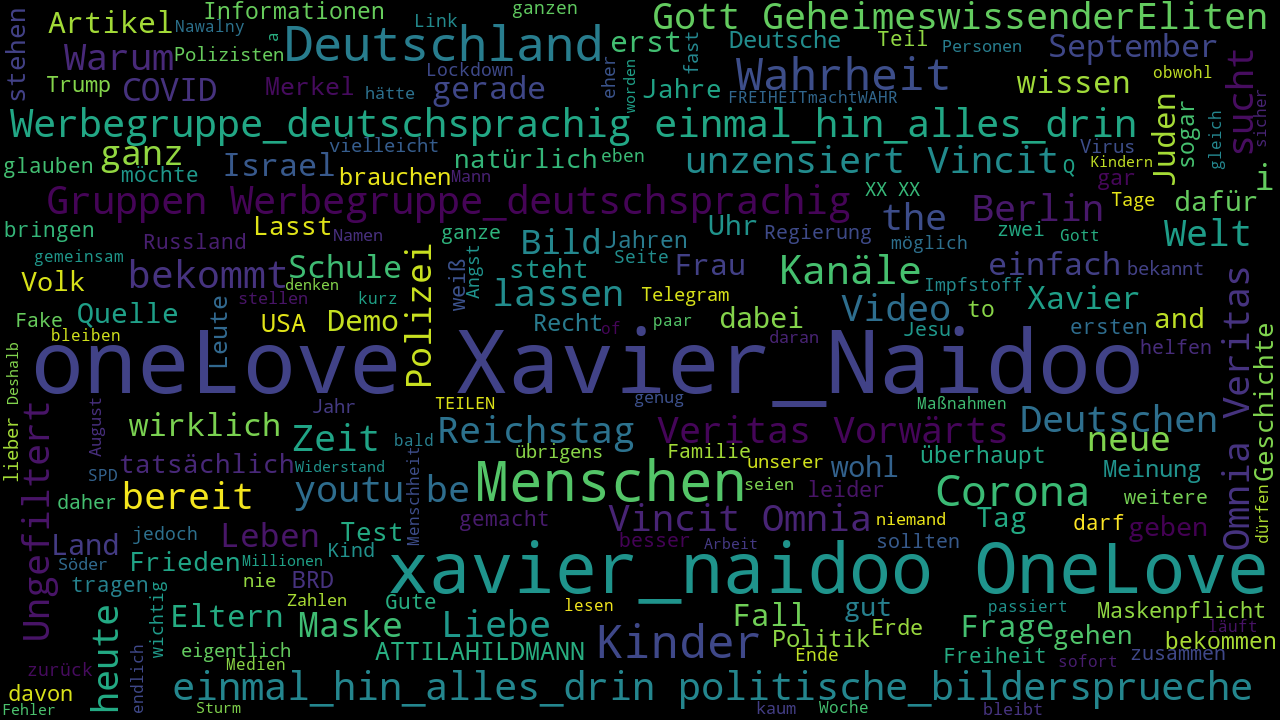 stehen Artikel Nawalny Informationen Link ganzen Gott GeheimeswissenderEliten
Warum Polizisten a Deutschland erst fast Deutsche Teil Personen September
Trump COVID Merkel hätte Lockdown gerade eher worden Jahre Wahrheit FREIHEITmachtWAHR wissen obwohl
Werbegruppe_deutschsprachig einmal_hin_alles_drin Juden sogar gleich sucht sicher
glauben ganz möchte Israel vielleicht brauchen Mann natürlich eben unzensiert Vincit Q Virus Kindern gar i
Gruppen Werbegruppe_deutschsprachig XX XX the Berlin Tage dafür
bringen Russland Lasst Namen ganze Bild Jahren Uhr Regierung möglich zwei Gott Welt
gemeinsam Volk bekommt Schule denken Polizei weiß Angst steht Seite Frau Kanäle einfach bekannt
Fake Quelle Leute stellen kurz lassen Telegram Video Impfstoff to Xavier
bleiben USA Demo Recht of paar dabei daran Jesu ersten and helfen
oneLove Xavier_Naidoo
Deshalb lieber August Jahr TEILEN genug Maßnahmen Omnia Veritas Geschichte
Ungefiltert wirklich Zeit bald Reichstag Veritas Vorwärts Deutschen neue
SPD tatsächlich Widerstand Menschheit übrigens Familie unserer wohl überhaupt Meinung
daher bereit youtu be Menschen seien leider Corona weitere dürfen
jedoch Land Leben Test gemacht Vincit Omnia niemand Tag darf geben
Söder Frieden Millionen Kind besser Arbeit sollten
tragen nie BRD xavier_naidoo OneLove
heute wichtig Eltern Zahlen Gute lesen Fall gut passiert Maskenpflicht
Maske Liebe Kinder Politik Erde Frage gehen läuft bekommen
zurück endlich eigentlich Medien ATTILAHILDMANN Ende Freiheit sofort zusammen
davon einmal_hin_alles_drin politische_bildersprueche
Fehler Sturm kaum Woche bleibt